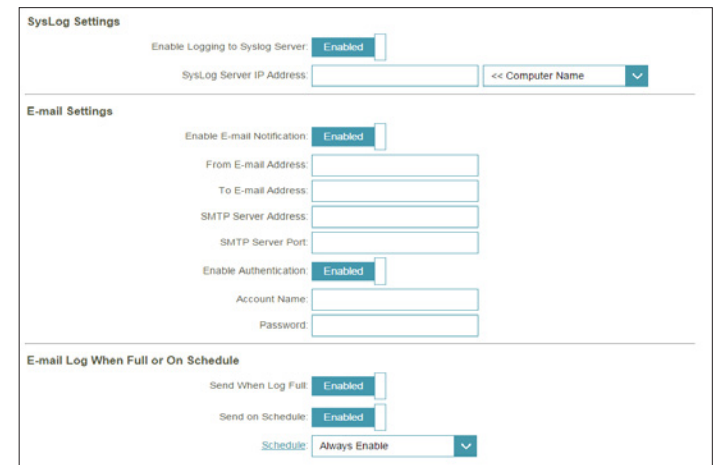 SysLog Settings
Enable Logging to Syslog Server: Enabled
SysLog Server IP Address: << Computer Name
E-mail Settings
Enable E-mail Notification: Enabled
From E-mail Address:
To E-mail Address:
SMTP Server Address:
SMTP Server Port:
Enable Authentication: Enabled
Account Name:
Password:
E-mail Log When Full or On Schedule
Send When Log Full: Enabled
Send on Schedule: Enabled
Schedule: Always Enable